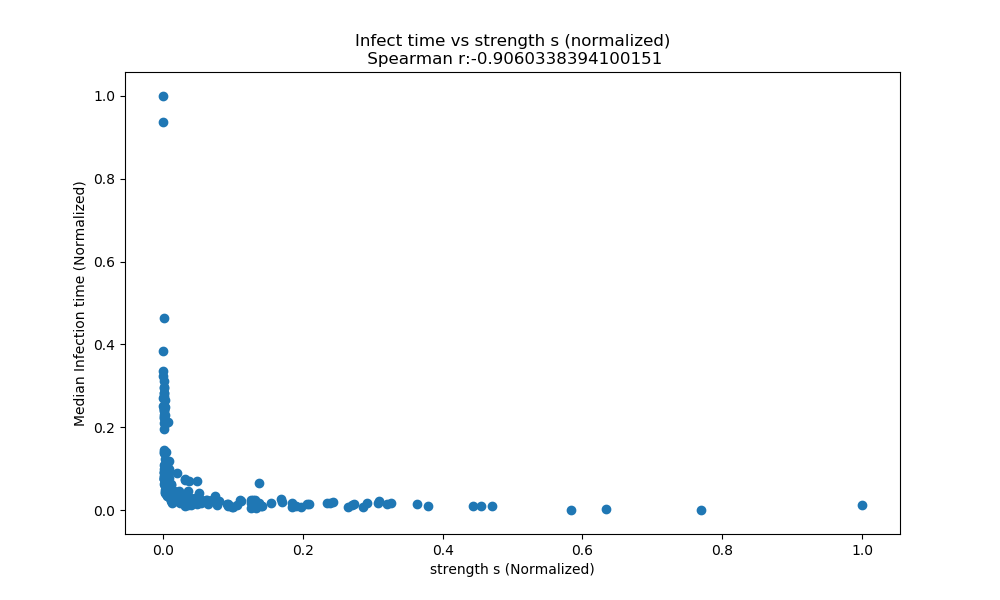 Infect time vs strength s (normalized)
Spearman r:-0.9060338394100151
Median Infection time (Normalized)
1.0
0.8
0.6
0.4
0.2
0.0
0.0 0.2 0.4 0.6 0.8 1.0
strength s (Normalized)